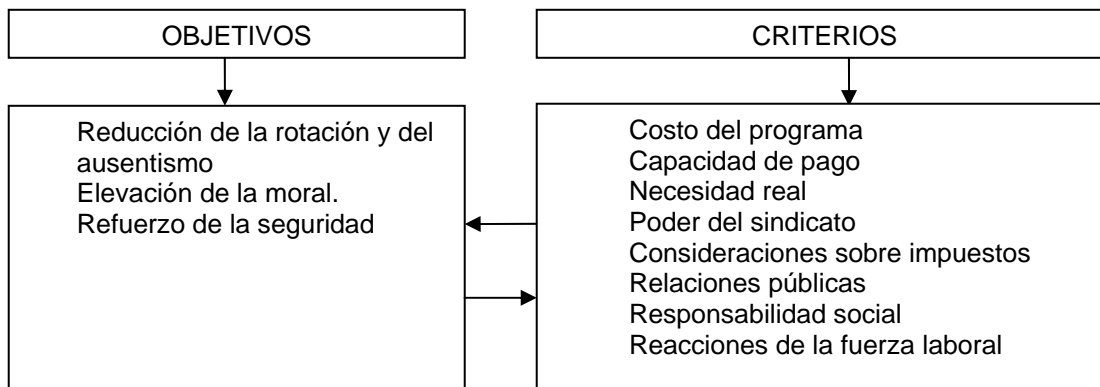 OBJETIVOS
Reducción de la rotación y del
ausentismo
Elevación de la moral.
Refuerzo de la seguridad
CRITERIOS
Costo del programa
Capacidad de pago
Necesidad real
Poder del sindicato
Consideraciones sobre impuestos
Relaciones públicas
Responsabilidad social
Reacciones de la fuerza laboral